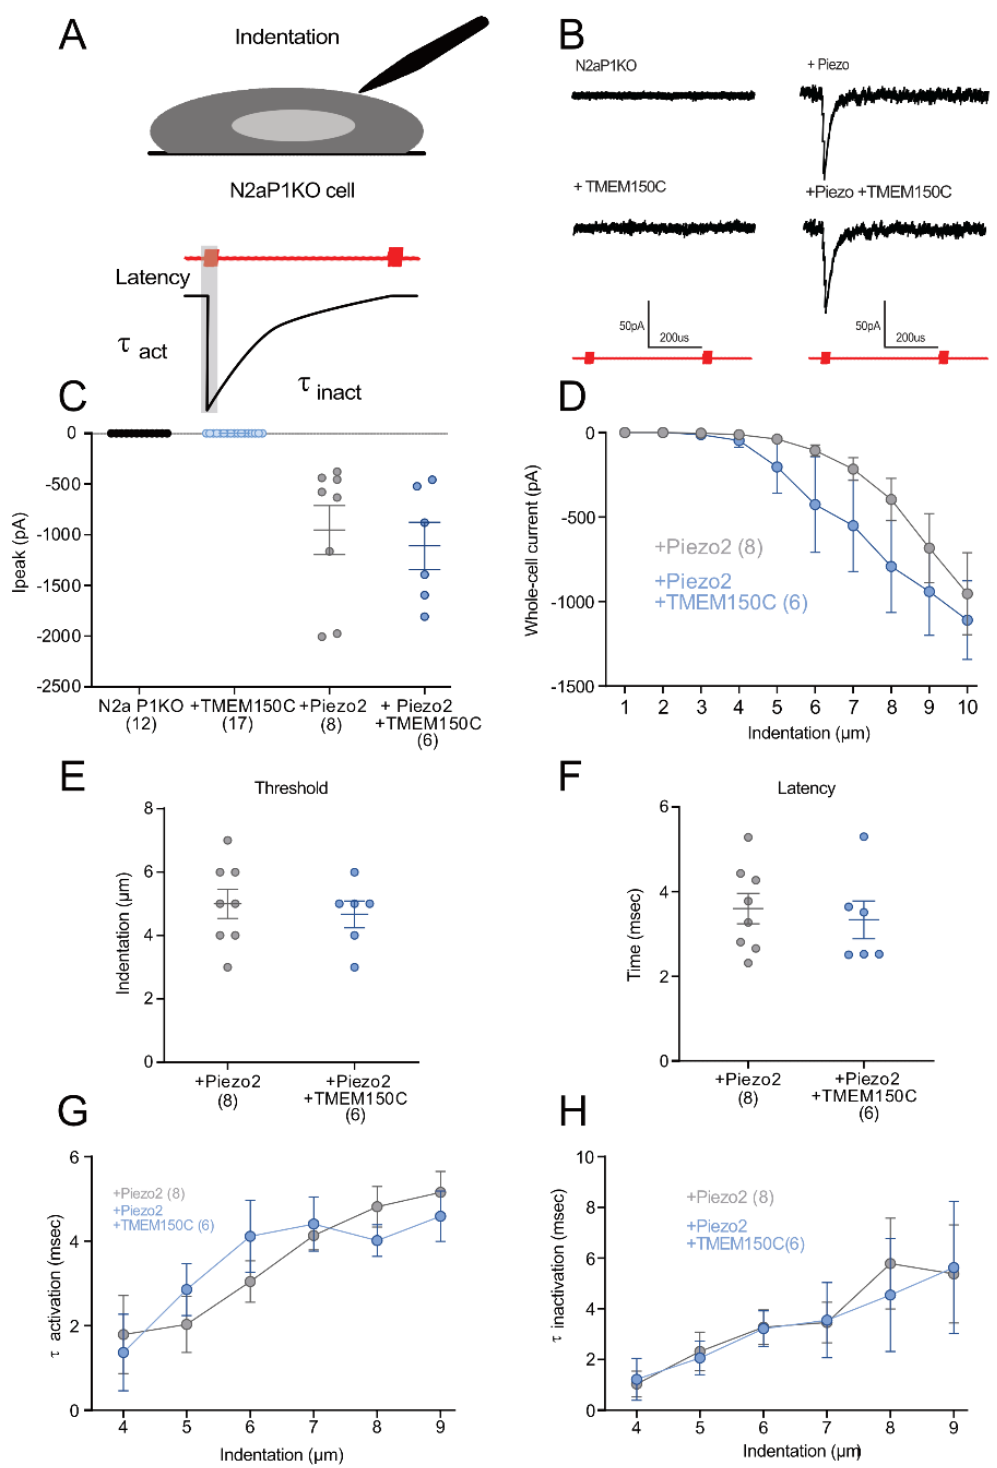 A
Indentation
N2aP1KO cell
Latency
τ act
τ inact
B
N2aP1KO
+ Piezo
+ TMEM150C
+Piezo +TMEM150C
50pA
200us
50pA
200us
C
0
-500
-1000
-1500
-2000
-2500
Ipeak (pA)
N2a P1KO
(12)
+TMEM150C
(17)
+Piezo2
(8)
+ Piezo2
+TMEM150C
(6)
D
0
-500
-1000
-1500
Whole-cell current (pA)
+Piezo2 (8)
+Piezo2
+TMEM150C (6)
1 2 3 4 5 6 7 8 9 10
Indentation (μm)
E
Threshold
8
6
4
2
0
Indentation (μm)
+Piezo2
(8)
+Piezo2
+TMEM150C
(6)
F
Latency
6
4
2
0
Time (msec)
+Piezo2
(8)
+Piezo2
+TMEM150C
(6)
G
6
4
2
0
τ activation (msec)
+Piezo2 (8)
+Piezo2
+TMEM150C (6)
4 5 6 7 8 9
Indentation (μm)
H
10
8
6
4
2
0
τ inactivation (msec)
+Piezo2 (8)
+Piezo2
+TMEM150C(6)
4 5 6 7 8 9
Indentation (μm)